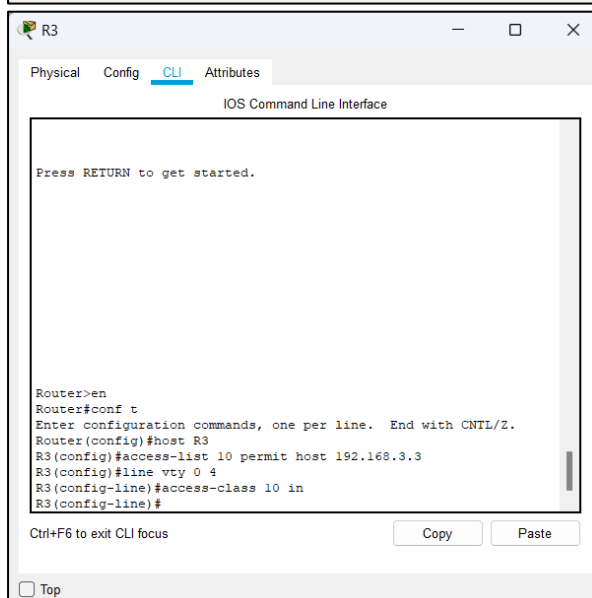 R3
Physical Config CLI Attributes
IOS Command Line Interface
Press RETURN to get started.
Router>en
Router#conf t
Enter configuration commands, one per line.  End with CNTL/Z.
Router(config)#host R3
R3(config)#access-list 10 permit host 192.168.3.3
R3(config)#line vty 0 4
R3(config-line)#access-class 10 in
R3(config-line)#
Ctrl+F6 to exit CLI focus
Copy Paste
Top